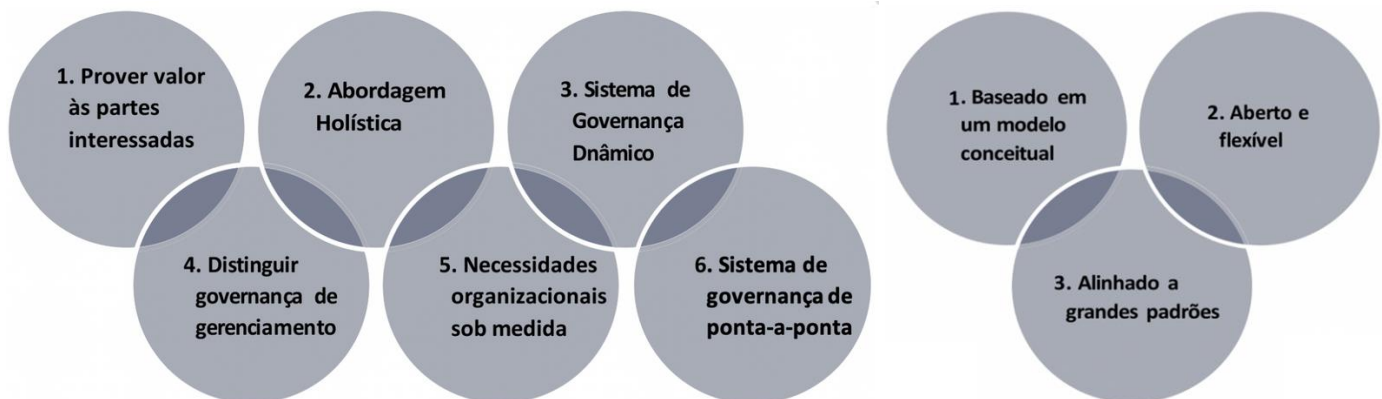 1. Prover valor
às partes
interessadas
2. Abordagem
Holística
3. Sistema de
Governança
Dnâmico
4. Distinguir
governança de
gerenciamento
5. Necessidades
organizacionais
sob medida
6. Sistema de
governança de
ponta-a-ponta
1. Baseado em
um modelo
conceitual
2. Aberto e
flexível
3. Alinhado a
grandes padrões